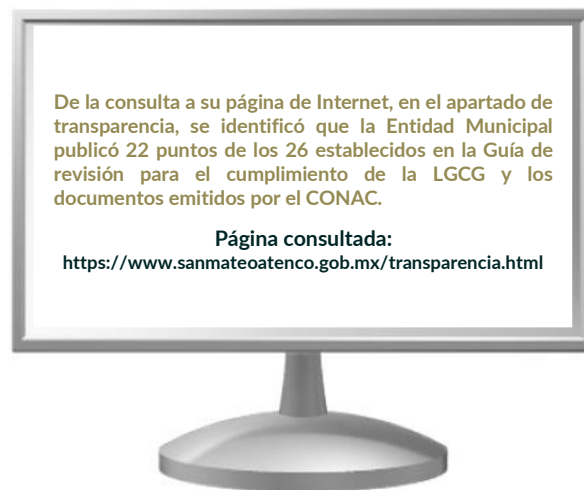 De la consulta a su página de Internet, en el apartado de
transparencia, se identificó que la Entidad Municipal
publicó 22 puntos de los 26 establecidos en la Guía de
revisión para el cumplimiento de la LGCG y los
documentos emitidos por el CONAC.
Página consultada:
https://www.sanmateoatenco.gob.mx/transparencia.html